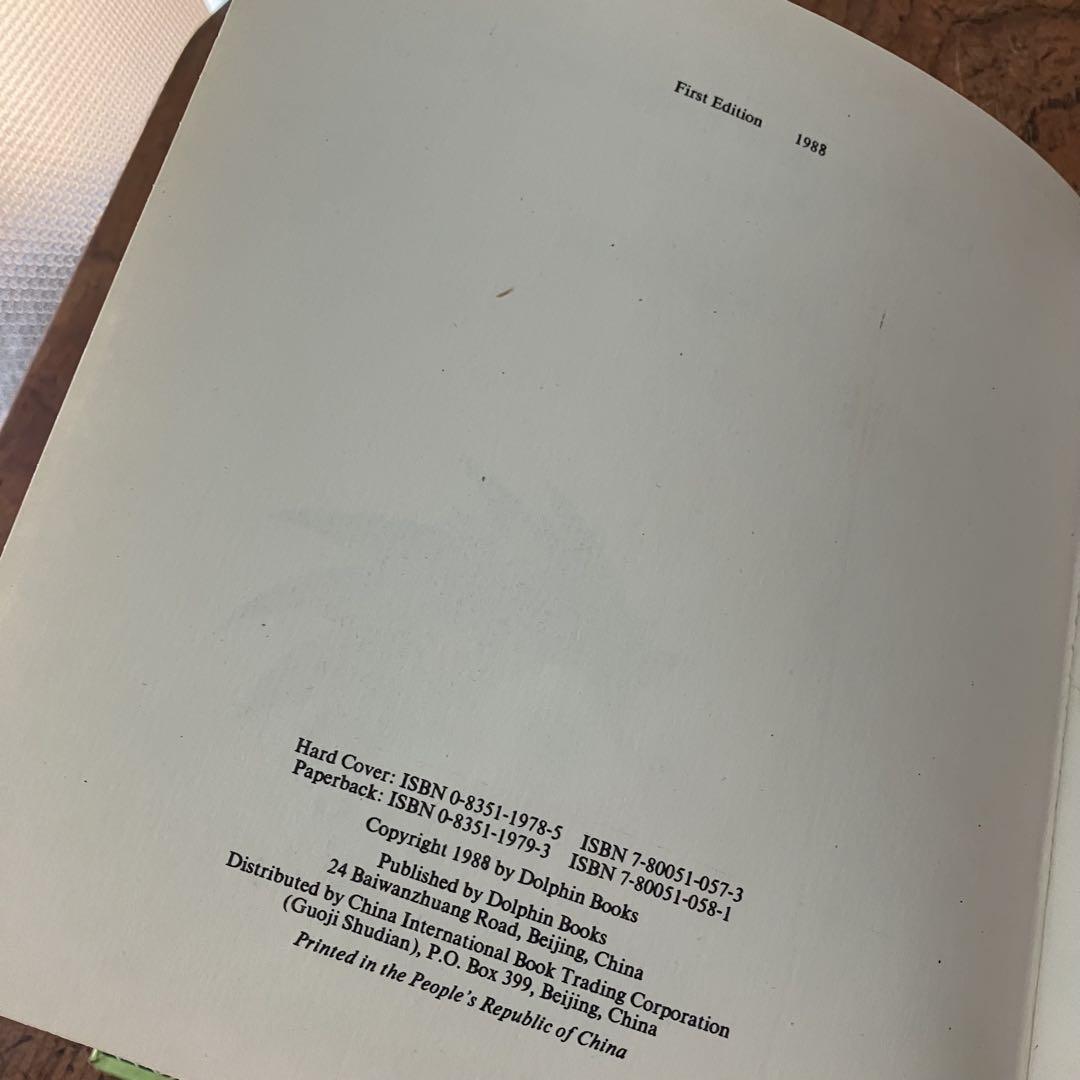 First Edition 1988
Hard Cover: ISBN 0-8351-1978-5 ISBN 7-80051-057-3
Paperback: ISBN 0-8351-1979-3 ISBN 7-80051-058-1
Copyright 1988 by Dolphin Books
Published by Dolphin Books
24 Baiwanzhuang Road, Beijing, China
Distributed by China International Book Trading Corporation
(Guoji Shudian), P.O. Box 399, Beijing, China
Printed in the People's Republic of China